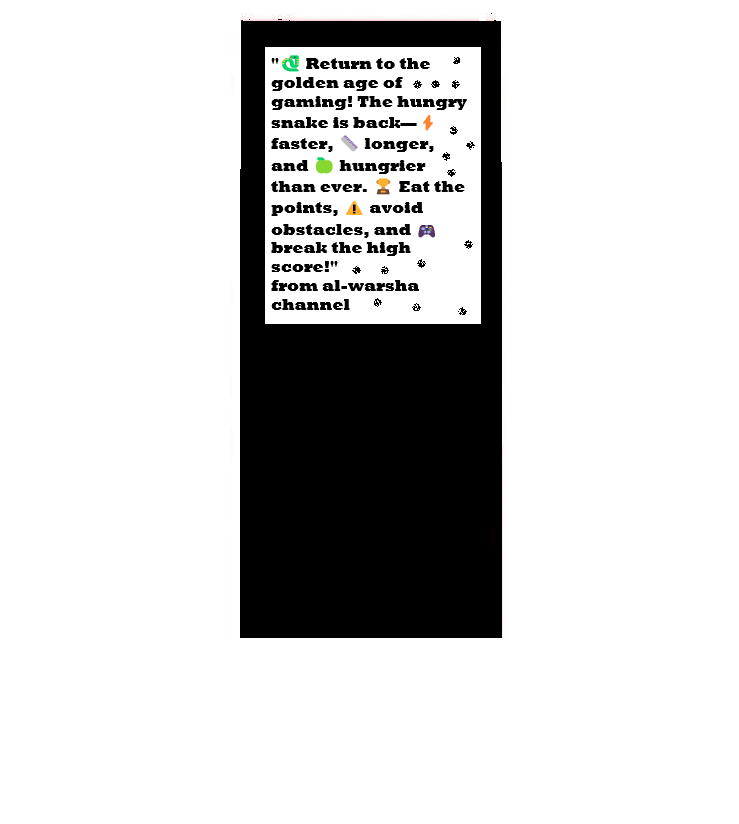 "🐍 Return to the
golden age of
gaming! The hungry
snake is back—⚡
faster, 📏 longer,
and 🍏 hungrier
than ever. 🏆 Eat the
points, ⚠️ avoid
obstacles, and 🎮
break the high
score!"
from al-warsha
channel